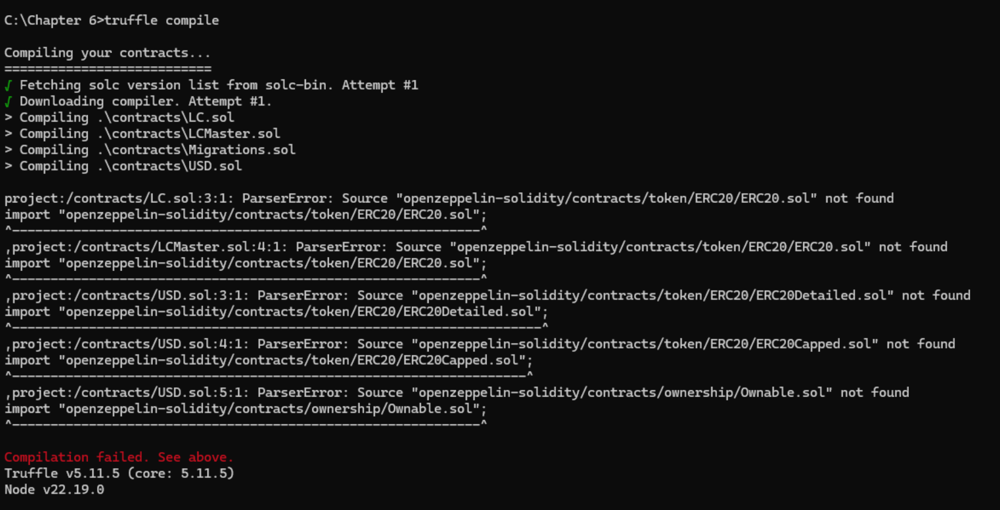 C:\Chapter 6>truffle compile
Compiling your contracts...
===========================
√ Fetching solc version list from solc-bin. Attempt #1
√ Downloading compiler. Attempt #1.
> Compiling .\contracts\LC.sol
> Compiling .\contracts\LCMaster.sol
> Compiling .\contracts\Migrations.sol
> Compiling .\contracts\USD.sol
project:/contracts/LC.sol:3:1: ParserError: Source "openzeppelin-solidity/contracts/token/ERC20/ERC20.sol" not found
import "openzeppelin-solidity/contracts/token/ERC20/ERC20.sol";
^-------------------------------------------------------------^
,project:/contracts/LCMaster.sol:4:1: ParserError: Source "openzeppelin-solidity/contracts/token/ERC20/ERC20.sol" not found
import "openzeppelin-solidity/contracts/token/ERC20/ERC20.sol";
^-------------------------------------------------------------^
,project:/contracts/USD.sol:3:1: ParserError: Source "openzeppelin-solidity/contracts/token/ERC20/ERC20Detailed.sol" not found
import "openzeppelin-solidity/contracts/token/ERC20/ERC20Detailed.sol";
^---------------------------------------------------------------------^
,project:/contracts/USD.sol:4:1: ParserError: Source "openzeppelin-solidity/contracts/token/ERC20/ERC20Capped.sol" not found
import "openzeppelin-solidity/contracts/token/ERC20/ERC20Capped.sol";
^-------------------------------------------------------------------^
,project:/contracts/USD.sol:5:1: ParserError: Source "openzeppelin-solidity/contracts/ownership/Ownable.sol" not found
import "openzeppelin-solidity/contracts/ownership/Ownable.sol";
^-------------------------------------------------------------^
Compilation failed. See above.
Truffle v5.11.5 (core: 5.11.5)
Node v22.19.0